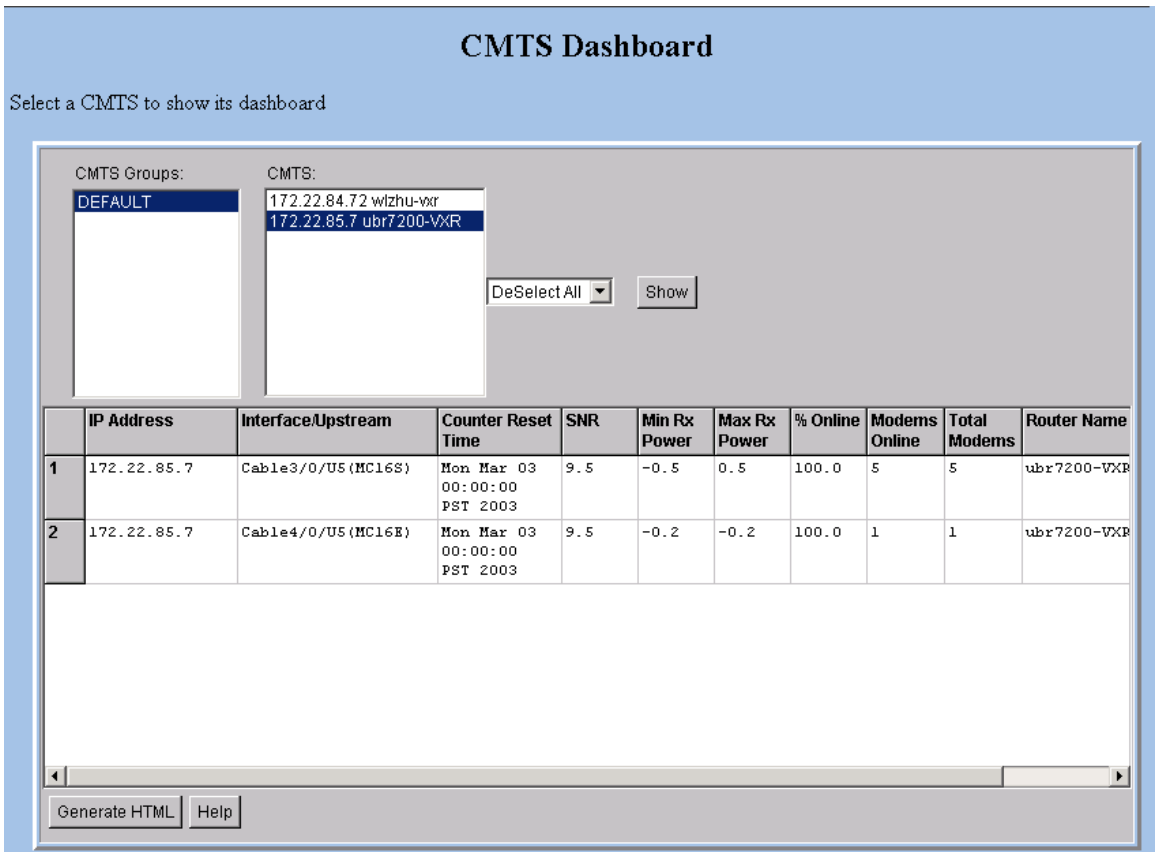 CMTS Dashboard
Select a CMTS to show its dashboard
CMTS Groups: CMTS:
DEFAULT
172.22.84.72 wlzhu-vxr
172.22.85.7 ubr7200-VXR
DeSelect All Show
IP Address Interface/Upstream Counter Reset Time SNR Min Rx Power Max Rx Power % Online Modems Online Total Modems Router Name
1 172.22.85.7 Cable3/0/U5(MC16S) Mon Mar 03 00:00:00 PST 2003 9.5 -0.5 0.5 100.0 5 5 ubr7200-VXR
2 172.22.85.7 Cable4/0/U5(MC16E) Mon Mar 03 00:00:00 PST 2003 9.5 -0.2 -0.2 100.0 1 1 ubr7200-VXR
Generate HTML Help